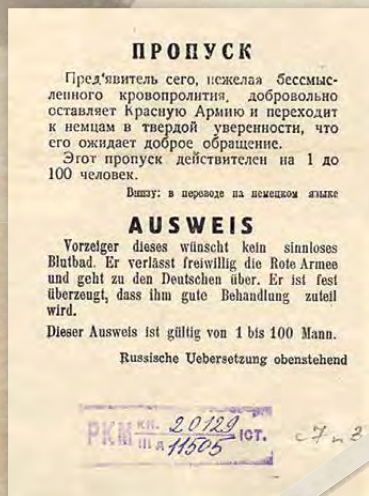 ПРОПУСК
Пред'явитель сего, нежелая бессмыс-
ленного кровопролития, добровольно
оставляет Красную Армию и переходит
к немцам в твердой уверенности, что
его ожидает доброе обращение.
Этот пропуск действителен на 1 до
100 человек.
Внизу: в переводе на немецком языке
AUSWEIS
Vorzeiger dieses wünscht kein sinnloses
Blutbad. Er verlässt freiwillig die Rote Armee
und geht zu den Deutschen über. Er ist fest
überzeugt, dass ihm gute Behandlung zuteil
wird.
Dieser Ausweis ist gültig von 1 bis 100 Mann.
Russische Uebersetzung obenstehend
РКМ КН. 20129 ІСТ.
ІІІ д 11505